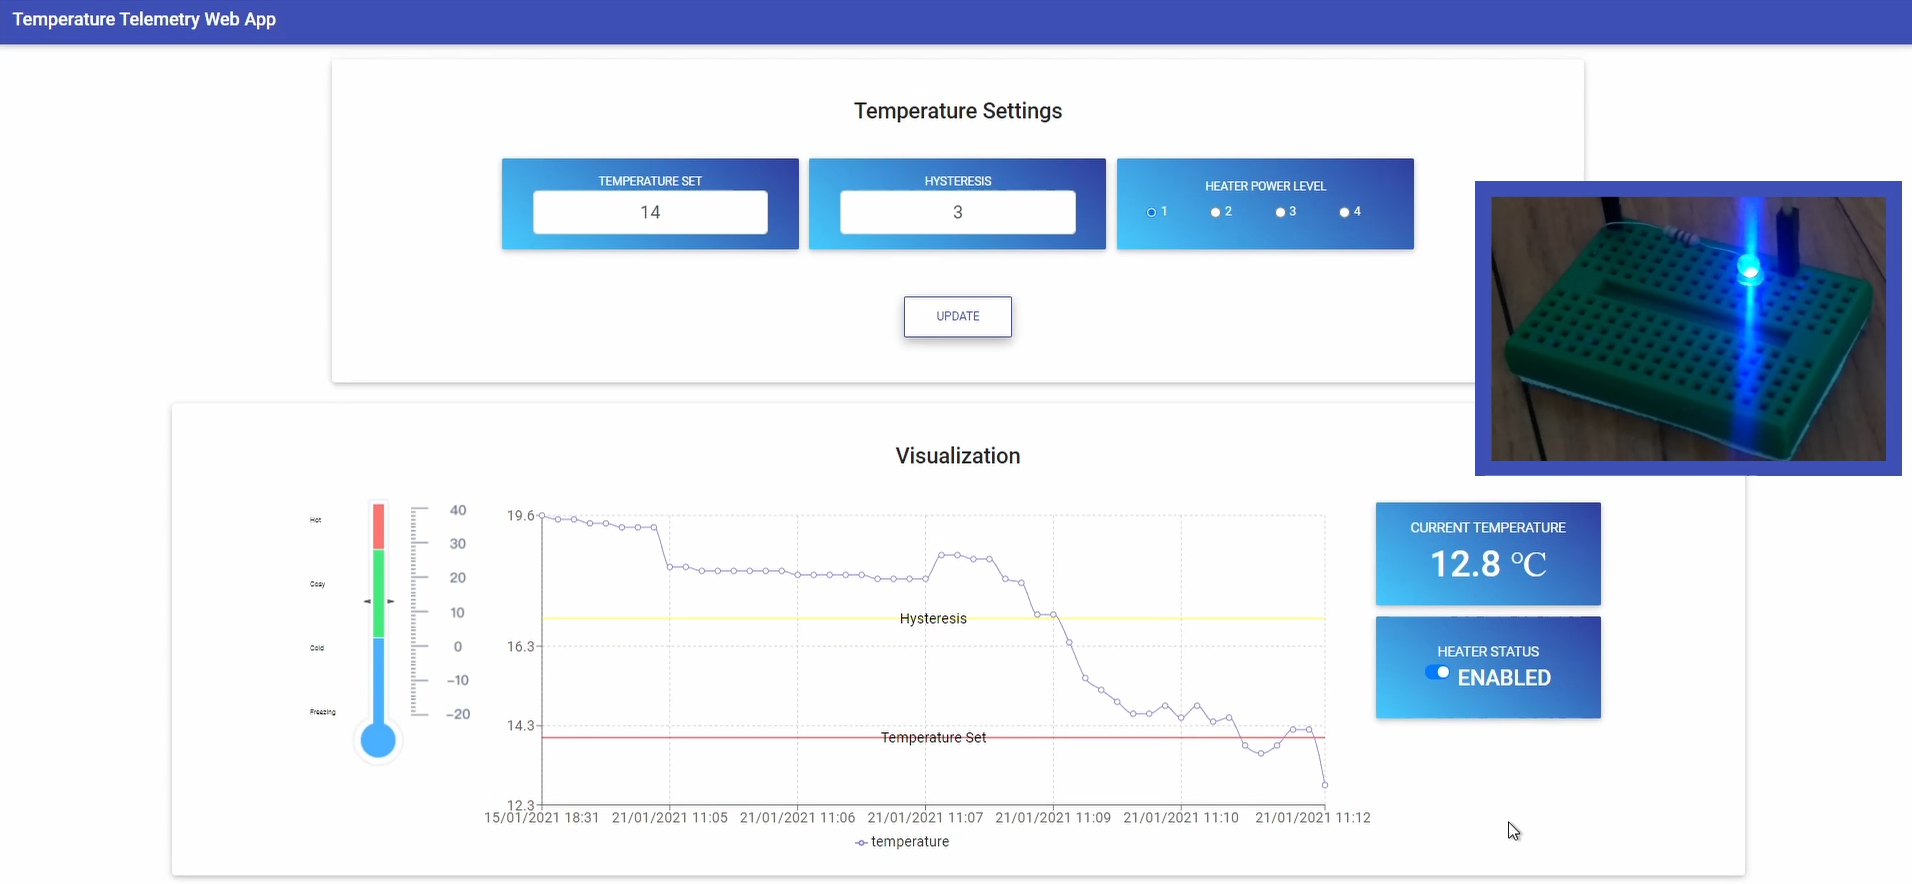 Temperature Telemetry Web App
Temperature Settings
TEMPERATURE SET
14
HYSTERESIS
3
HEATER POWER LEVEL
1 2 3 4
UPDATE
Visualization
Hot
Cosy
Cold
Freezing
40
30
20
10
0
-10
-20
19.6
16.3
14.3
12.3
Hysteresis
Temperature Set
15/01/2021 18:31 21/01/2021 11:05 21/01/2021 11:06 21/01/2021 11:07 21/01/2021 11:09 21/01/2021 11:10 21/01/2021 11:12
temperature
CURRENT TEMPERATURE
12.8 °C
HEATER STATUS
ENABLED